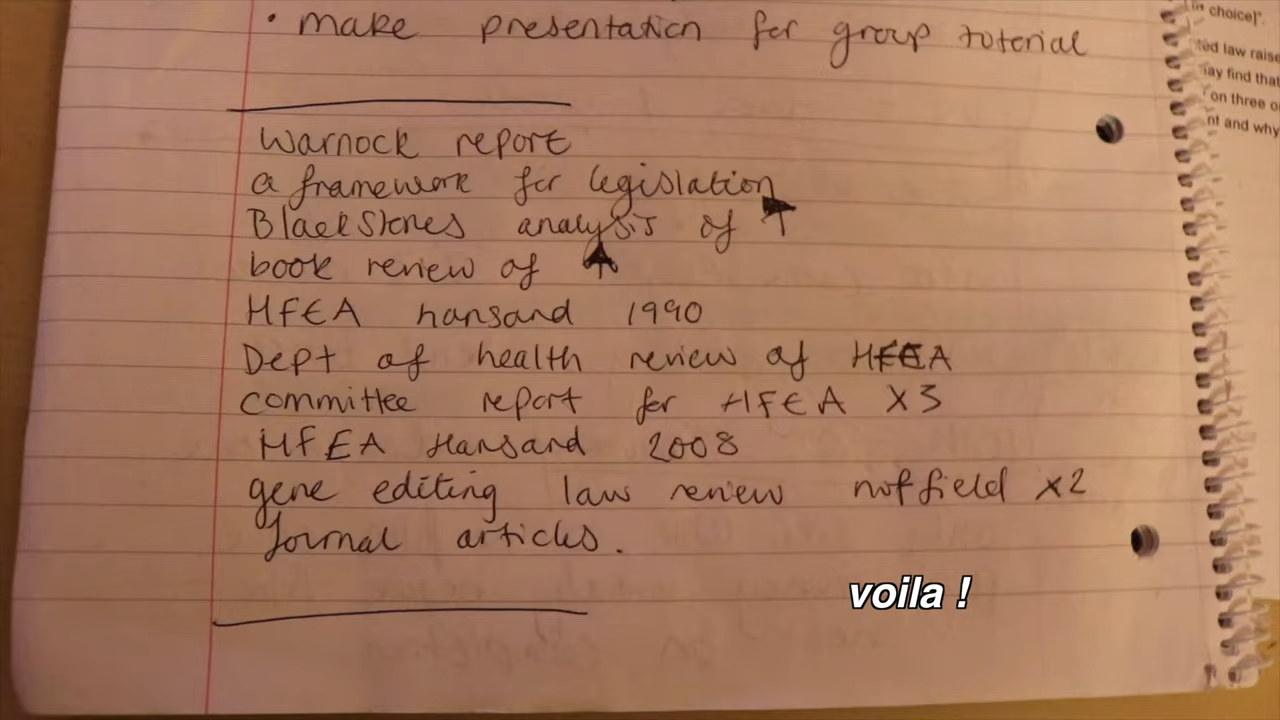 • make presentation for group tutorial
Warnock report
a framework for legislation
Blackstones analysis of
book review of
HFEA hansard 1990
Dept of health review of HFEA
committee report for HFEA X3
HFEA Hansard 2008
gene editing law review nuffield x2
Journal articles.
voila !
in choice]".
ted law raise
may find that
on three o
nt and why